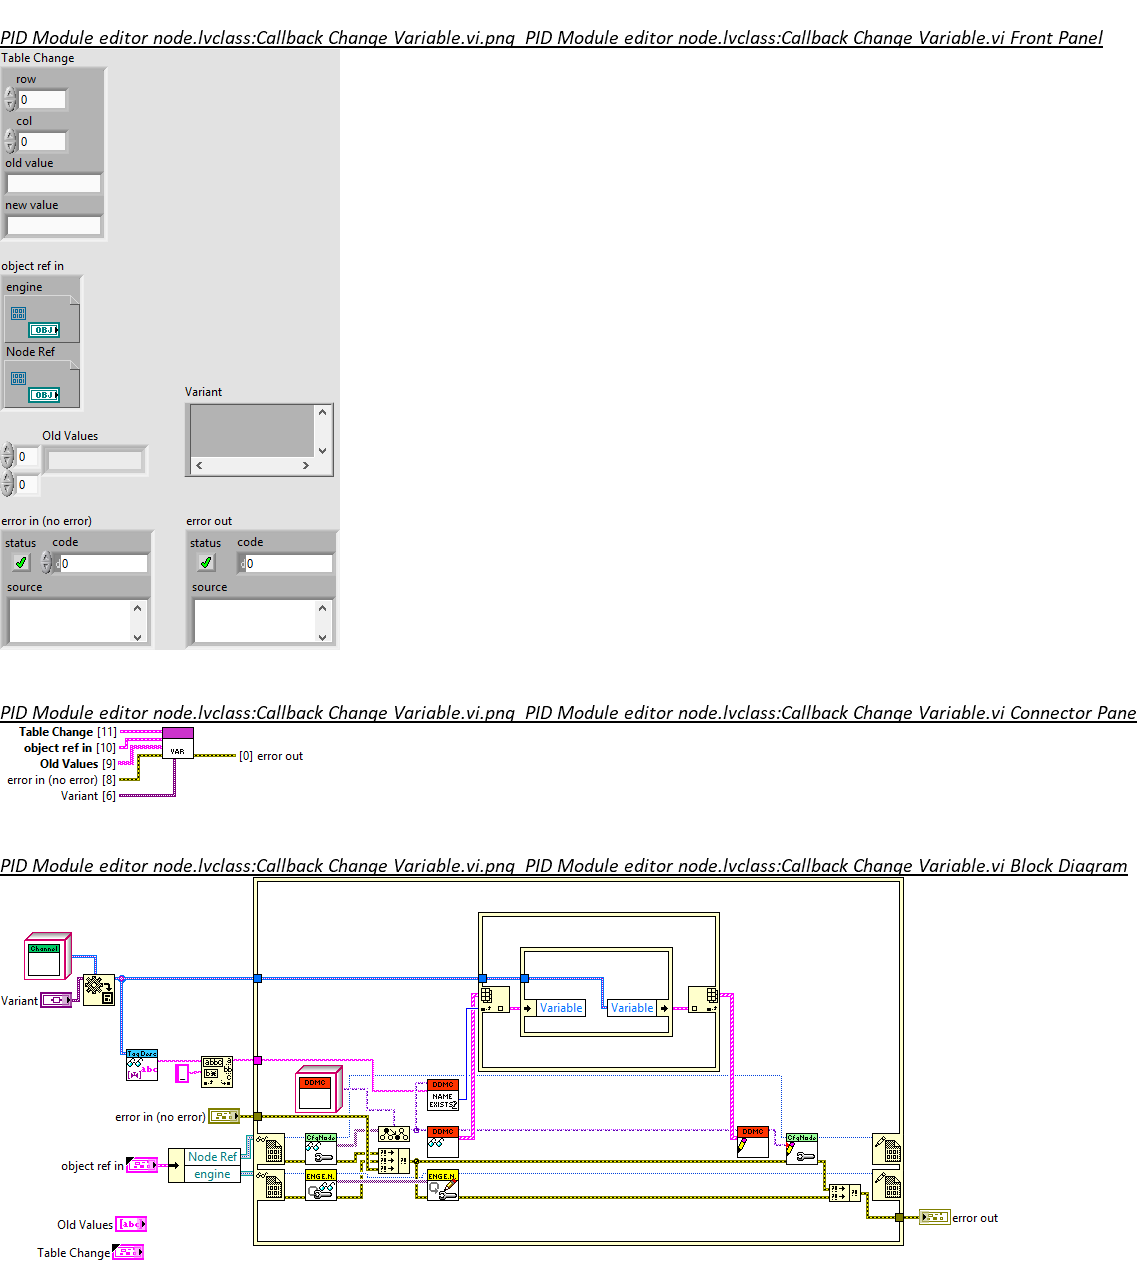 PID Module editor node.lvclass:Callback Change Variable.vi.png PID Module editor node.lvclass:Callback Change Variable.vi Front Panel
Table Change
row
0
col
0
old value
new value
object ref in
engine
OBJ
Node Ref
OBJ
Variant
Old Values
0
0
error in (no error)
status code
0
source
error out
status code
0
source
PID Module editor node.lvclass:Callback Change Variable.vi.png PID Module editor node.lvclass:Callback Change Variable.vi Connector Pane
Table Change [11]
object ref in [10]
Old Values [9]
error in (no error) [8]
Variant [6]
VAR
[0] error out
PID Module editor node.lvclass:Callback Change Variable.vi.png PID Module editor node.lvclass:Callback Change Variable.vi Block Diagram
Channel
Variant
Variable Variable
Tag Desc
abc
DDMC
DDMC
NAME
EXISTS?
error in (no error)
CfgNode
DDMC
DDMC
CfgNode
Node Ref
object ref in
engine
ENGE.N
ENGE.N
Old Values
abc
error out
Table Change